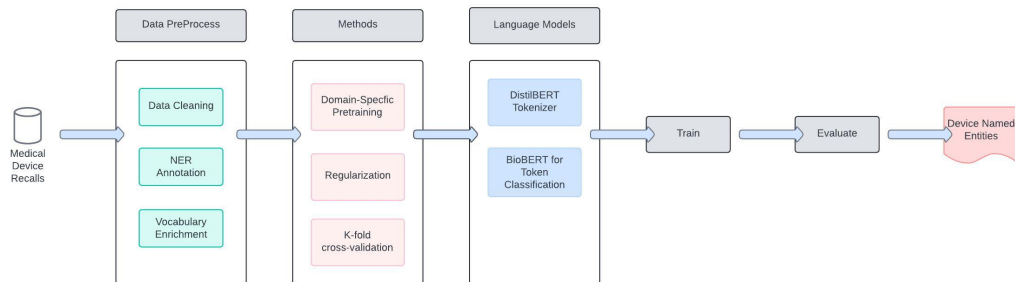 Data PreProcess
Methods
Language Models
Medical
Device
Recalls
Data Cleaning
NER
Annotation
Vocabulary
Enrichment
Domain-Specfic
Pretraining
Regularization
K-fold
cross-validation
DistilBERT
Tokenizer
BioBERT for
Token
Classification
Train
Evaluate
Device Named
Entities